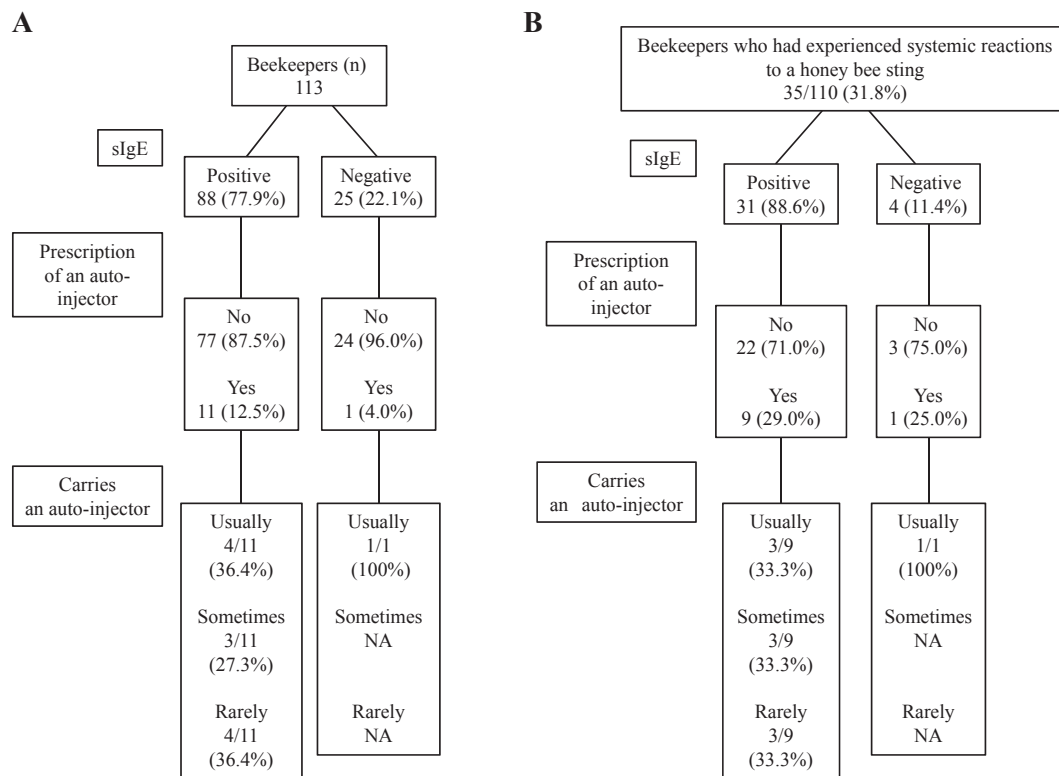 A
Beekeepers (n)
113
sIgE
Positive
88 (77.9%)
Negative
25 (22.1%)
Prescription
of an auto-
injector
No
77 (87.5%)
Yes
11 (12.5%)
No
24 (96.0%)
Yes
1 (4.0%)
Carries
an auto-injector
Usually
4/11
(36.4%)
Sometimes
3/11
(27.3%)
Rarely
4/11
(36.4%)
Usually
1/1
(100%)
Sometimes
NA
Rarely
NA
B
Beekeepers who had experienced systemic reactions
to a honey bee sting
35/110 (31.8%)
sIgE
Positive
31 (88.6%)
Negative
4 (11.4%)
Prescription
of an auto-
injector
No
22 (71.0%)
Yes
9 (29.0%)
No
3 (75.0%)
Yes
1 (25.0%)
Carries
an auto-injector
Usually
3/9
(33.3%)
Sometimes
3/9
(33.3%)
Rarely
3/9
(33.3%)
Usually
1/1
(100%)
Sometimes
NA
Rarely
NA